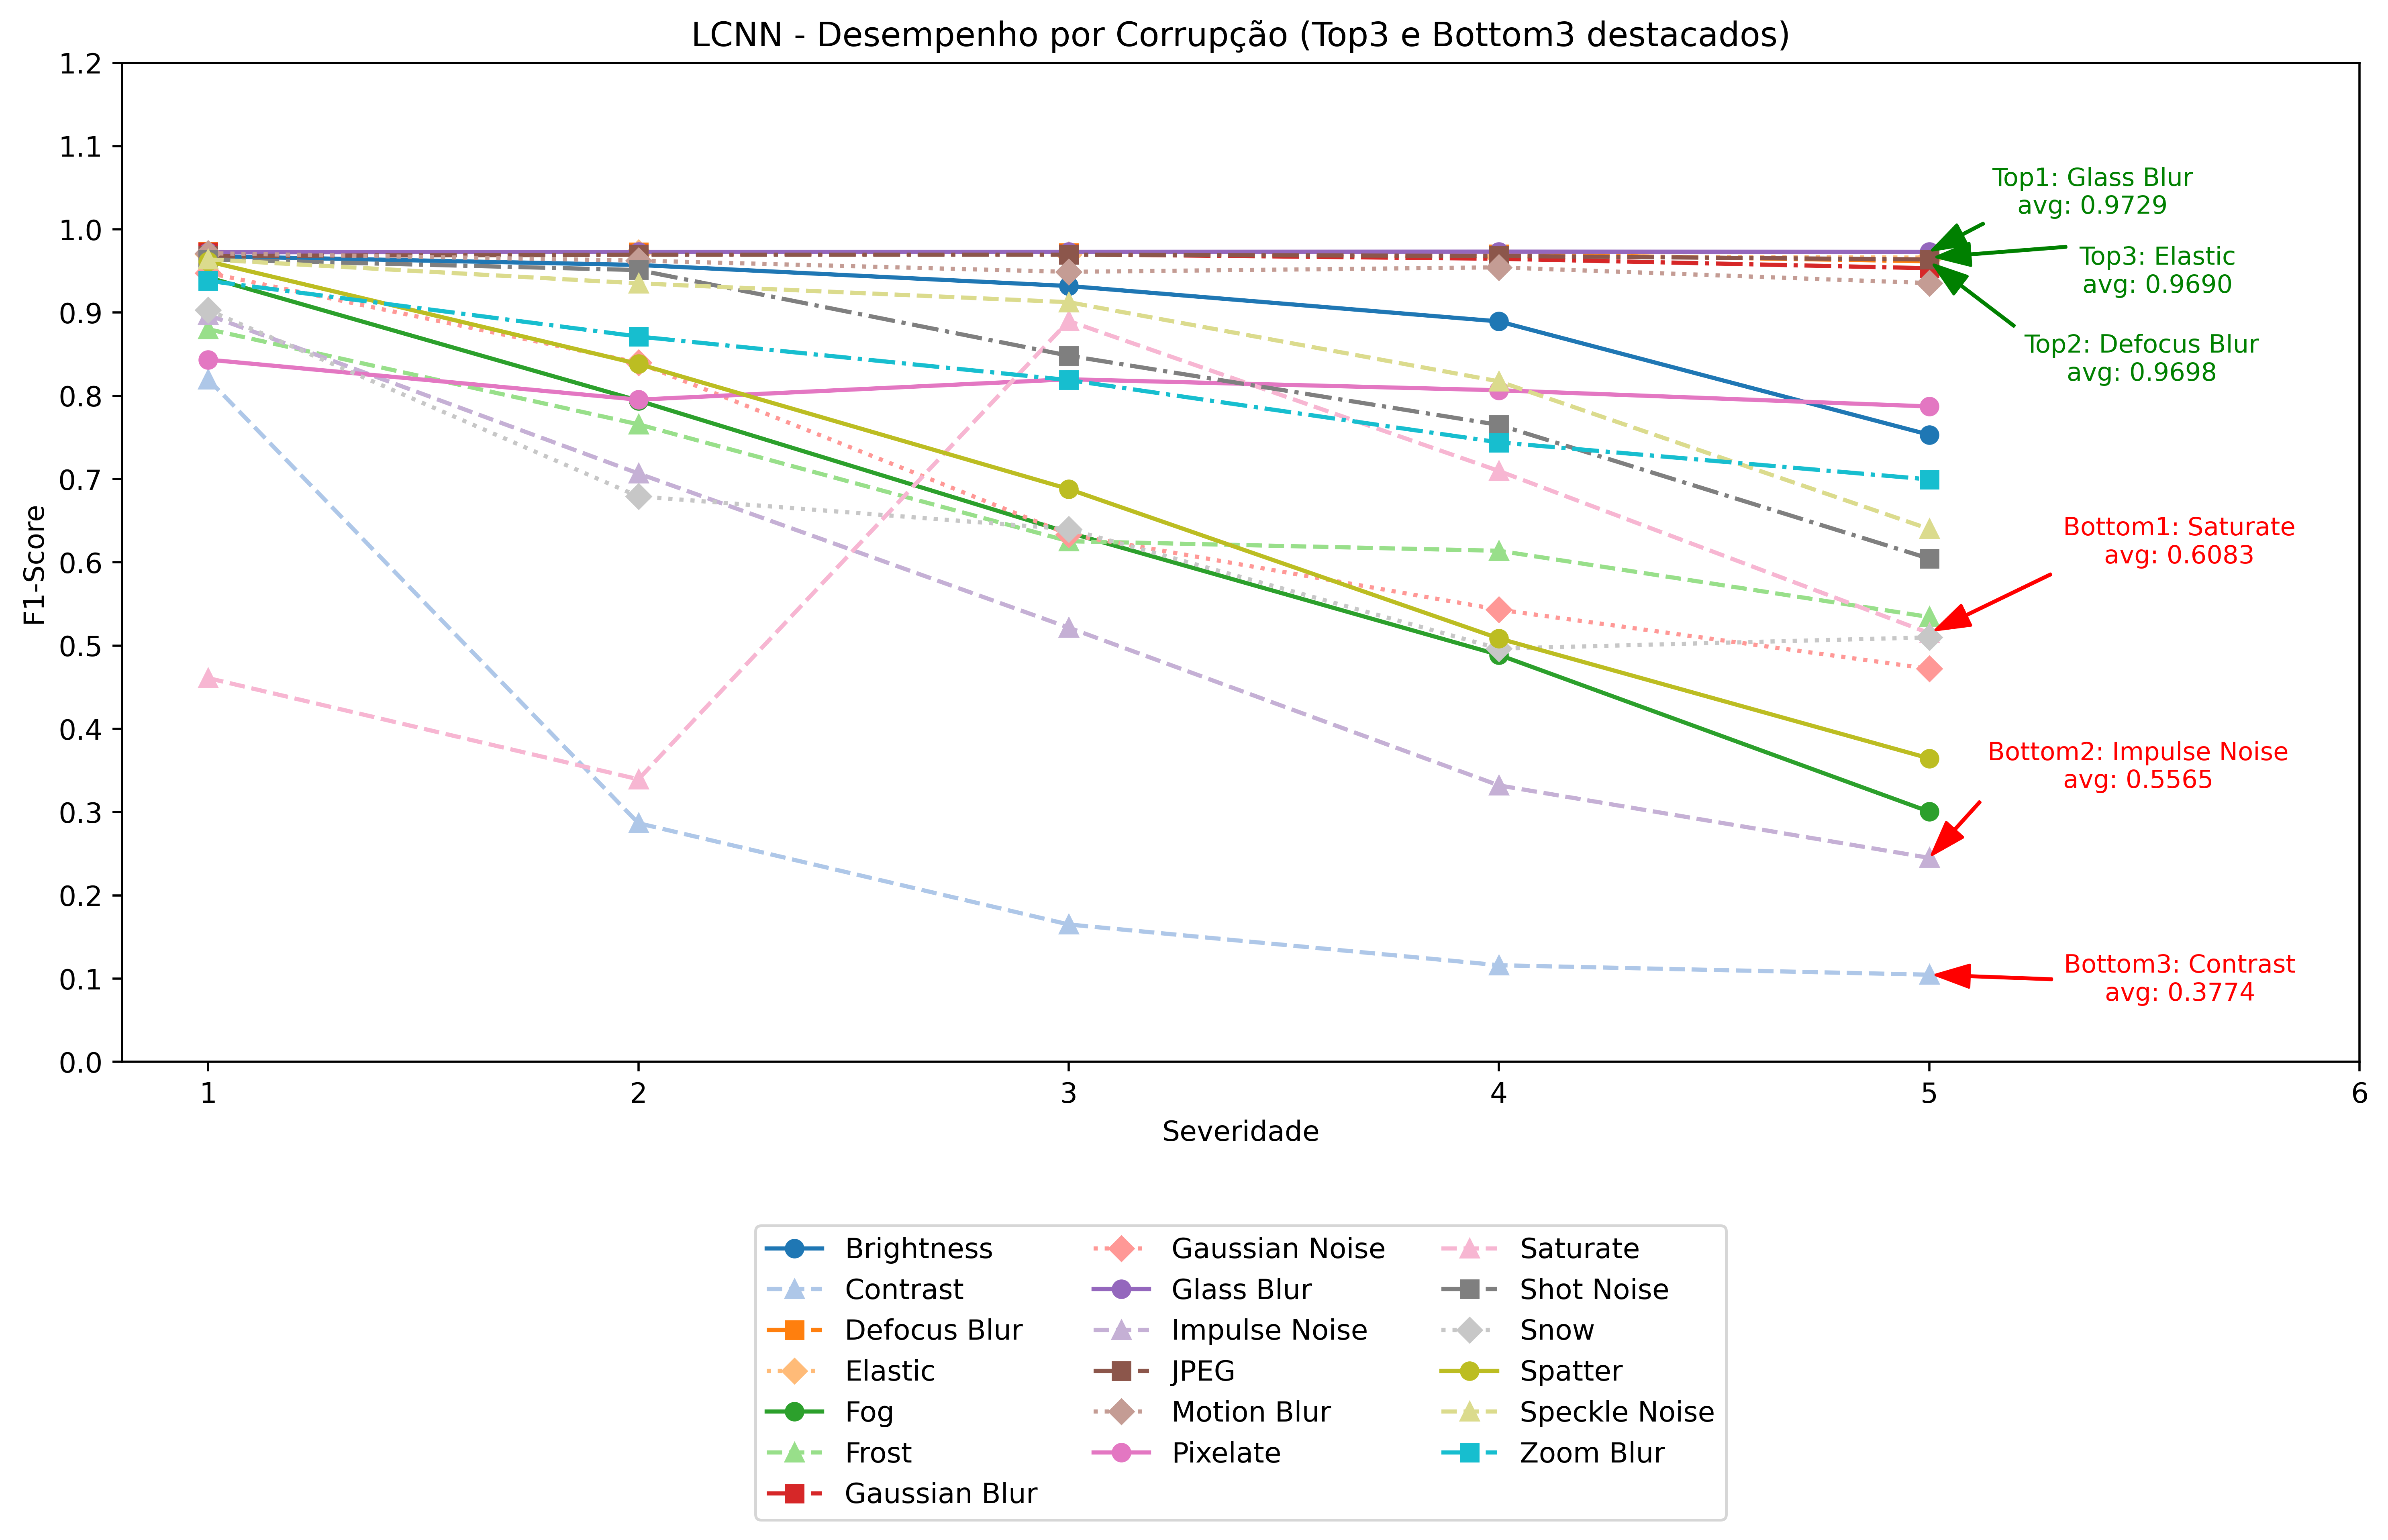 LCNN - Desempenho por Corrupção (Top3 e Bottom3 destacados)
F1-Score
1.2
1.1
1.0
0.9
0.8
0.7
0.6
0.5
0.4
0.3
0.2
0.1
0.0
Top1: Glass Blur
avg: 0.9729
Top3: Elastic
avg: 0.9690
Top2: Defocus Blur
avg: 0.9698
Bottom1: Saturate
avg: 0.6083
Bottom2: Impulse Noise
avg: 0.5565
Bottom3: Contrast
avg: 0.3774
1 2 3 4 5 6
Severidade
Brightness
Contrast
Defocus Blur
Elastic
Fog
Frost
Gaussian Blur
Gaussian Noise
Glass Blur
Impulse Noise
JPEG
Motion Blur
Pixelate
Saturate
Shot Noise
Snow
Spatter
Speckle Noise
Zoom Blur